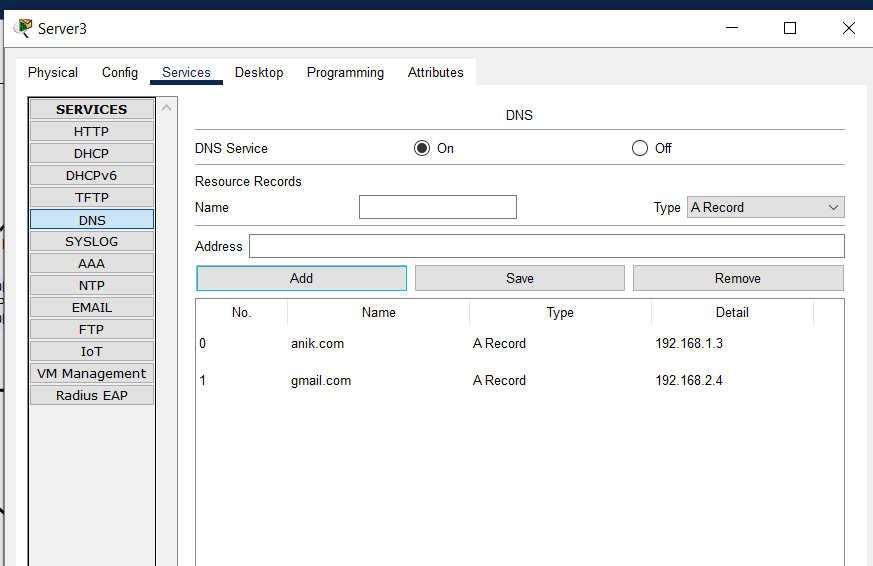 Server3
Physical Config Services Desktop Programming Attributes
SERVICES
HTTP
DHCP
DHCPv6
TFTP
DNS
SYSLOG
AAA
NTP
EMAIL
FTP
IoT
VM Management
Radius EAP
DNS
DNS Service On Off
Resource Records
Name Type A Record
Address
Add Save Remove
No. Name Type Detail
0 anik.com A Record 192.168.1.3
1 gmail.com A Record 192.168.2.4